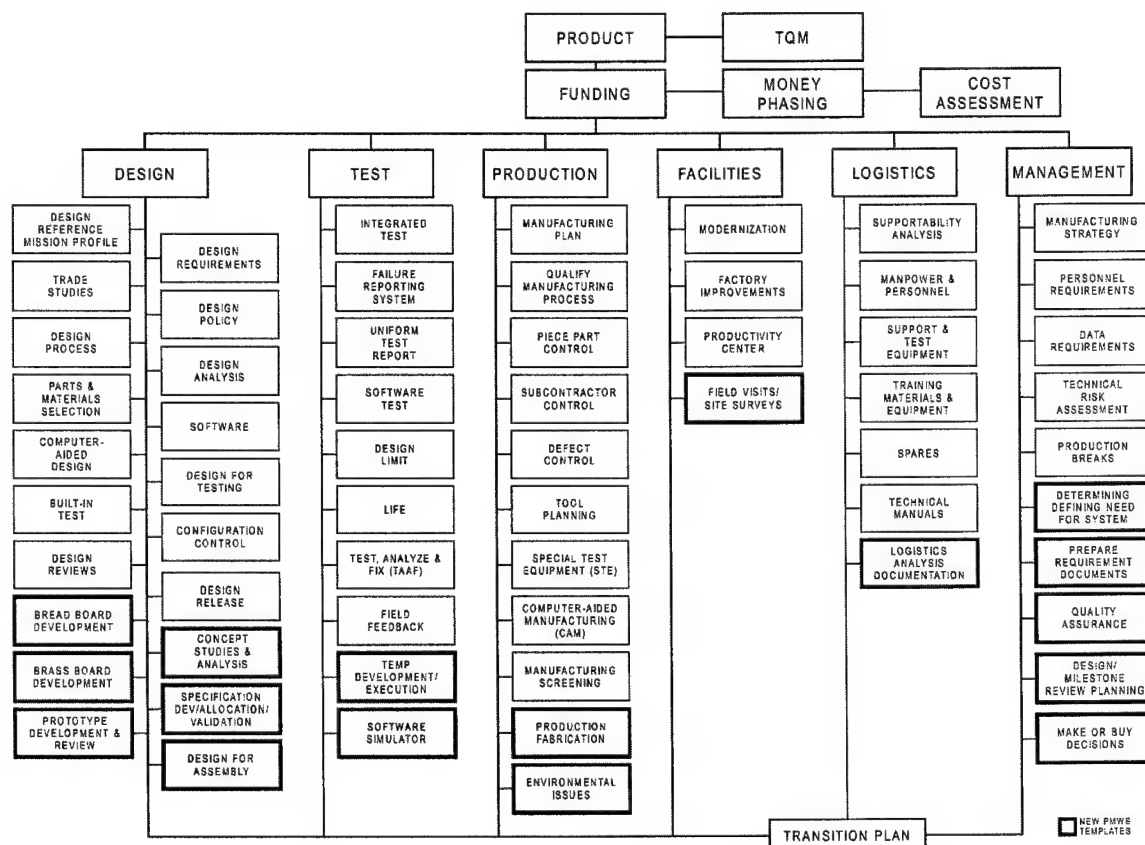 PRODUCT
TQM
FUNDING
MONEY
PHASING
COST
ASSESSMENT
DESIGN
TEST
PRODUCTION
FACILITIES
LOGISTICS
MANAGEMENT
DESIGN
REFERENCE
MISSION PROFILE
TRADE
STUDIES
DESIGN
PROCESS
PARTS &
MATERIALS
SELECTION
COMPUTER-
AIDED
DESIGN
BUILT-IN
TEST
DESIGN
REVIEWS
BREAD BOARD
DEVELOPMENT
BRASS BOARD
DEVELOPMENT
PROTOTYPE
DEVELOPMENT &
REVIEW
DESIGN
REQUIREMENTS
DESIGN
POLICY
DESIGN
ANALYSIS
SOFTWARE
DESIGN FOR
TESTING
CONFIGURATION
CONTROL
DESIGN
RELEASE
CONCEPT
STUDIES &
ANALYSIS
SPECIFICATION
DEV/ALLOCATION/
VALIDATION
DESIGN FOR
ASSEMBLY
INTEGRATED
TEST
FAILURE
REPORTING
SYSTEM
UNIFORM
TEST
REPORT
SOFTWARE
TEST
DESIGN
LIMIT
LIFE
TEST, ANALYZE &
FIX (TAAF)
FIELD
FEEDBACK
TEMP
DEVELOPMENT/
EXECUTION
SOFTWARE
SIMULATOR
MANUFACTURING
PLAN
QUALIFY
MANUFACTURING
PROCESS
PIECE PART
CONTROL
SUBCONTRACTOR
CONTROL
DEFECT
CONTROL
TOOL
PLANNING
SPECIAL TEST
EQUIPMENT (STE)
COMPUTER-AIDED
MANUFACTURING
(CAM)
MANUFACTURING
SCREENING
PRODUCTION
FABRICATION
ENVIRONMENTAL
ISSUES
MODERNIZATION
FACTORY
IMPROVEMENTS
PRODUCTIVITY
CENTER
FIELD VISITS/
SITE SURVEYS
SUPPORTABILITY
ANALYSIS
MANPOWER &
PERSONNEL
SUPPORT &
TEST
EQUIPMENT
TRAINING
MATERIALS &
EQUIPMENT
SPARES
TECHNICAL
MANUALS
LOGISTICS
ANALYSIS
DOCUMENTATION
MANUFACTURING
STRATEGY
PERSONNEL
REQUIREMENTS
DATA
REQUIREMENTS
TECHNICAL
RISK
ASSESSMENT
PRODUCTION
BREAKS
DETERMINING
DEFINING NEED
FOR SYSTEM
PREPARE
REQUIREMENT
DOCUMENTS
QUALITY
ASSURANCE
DESIGN/
MILESTONE
REVIEW PLANNING
MAKE OR BUY
DECISIONS
TRANSITION PLAN
NEW PMWS
TEMPLATES